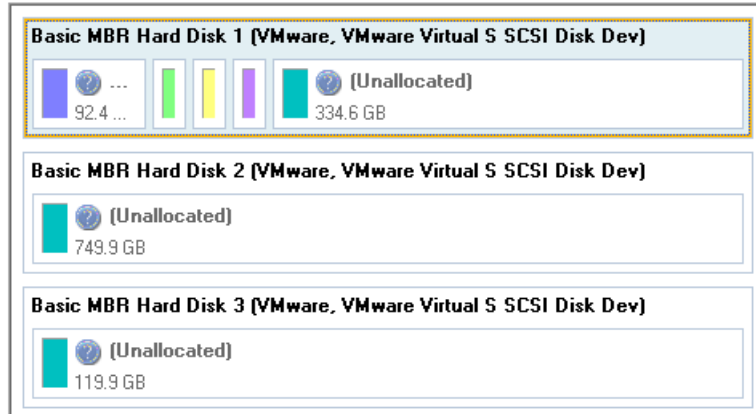 Basic MBR Hard Disk 1 (VMware, VMware Virtual S SCSI Disk Dev)
? ...
92.4 ...
? (Unallocated)
334.6 GB
Basic MBR Hard Disk 2 (VMware, VMware Virtual S SCSI Disk Dev)
? (Unallocated)
749.9 GB
Basic MBR Hard Disk 3 (VMware, VMware Virtual S SCSI Disk Dev)
? (Unallocated)
119.9 GB